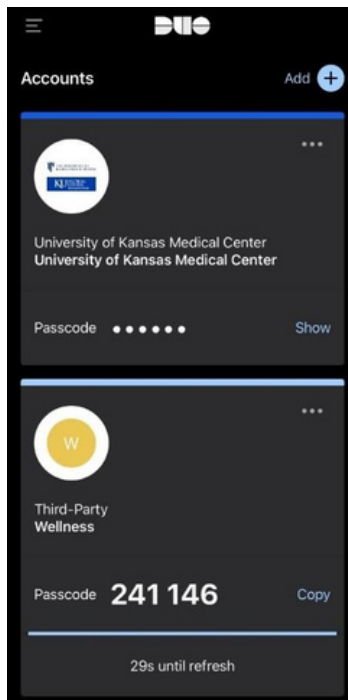 DUO
Accounts
Add
University of Kansas Medical Center
University of Kansas Medical Center
Passcode ●●●●●● Show
W
Third-Party
Wellness
Passcode 241 146 Copy
29s until refresh